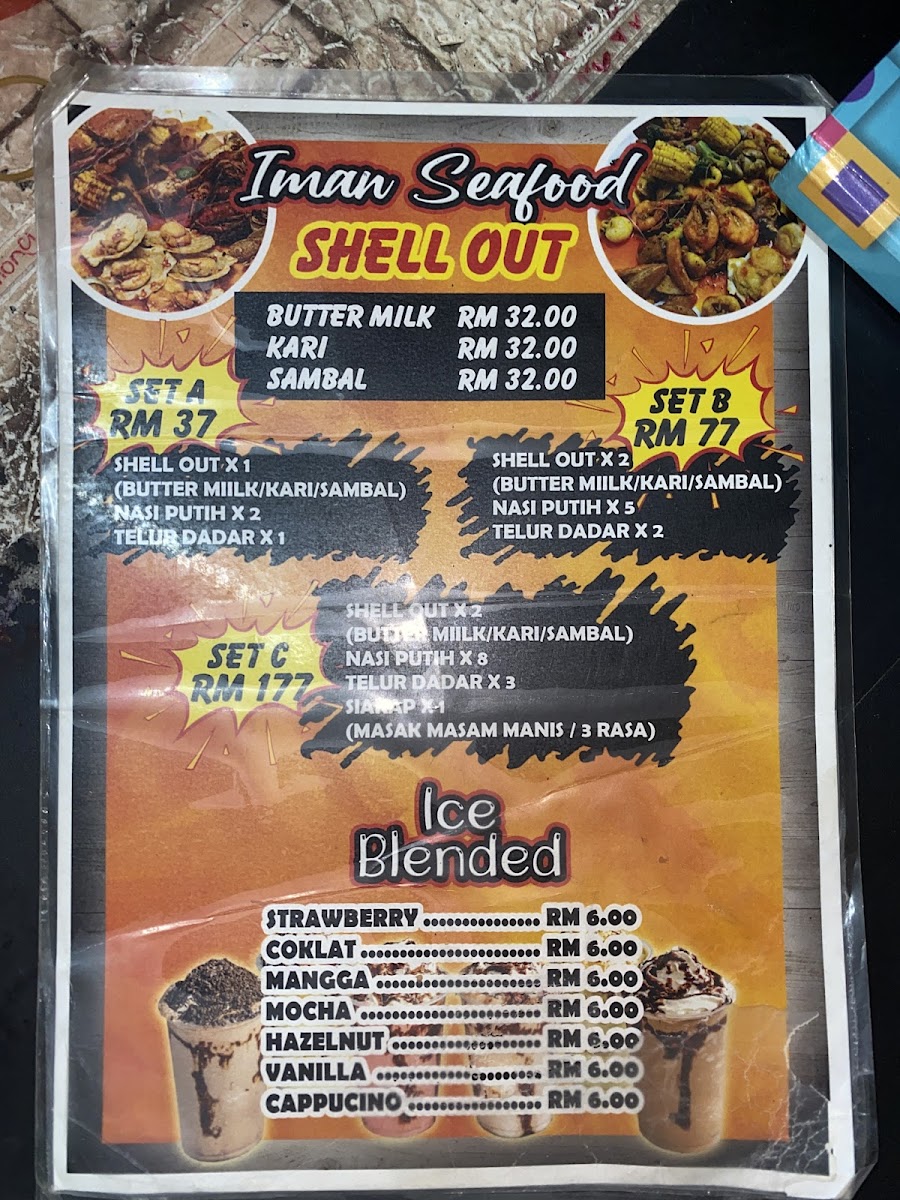 Iman Seafood
SHELL OUT
BUTTER MILK RM 32.00
KARI RM 32.00
SAMBAL RM 32.00
SET A
RM 37
SHELL OUT X 1
(BUTTER MIILK/KARI/SAMBAL)
NASI PUTIH X 2
TELUR DADAR X 1
SET B
RM 77
SHELL OUT X 2
(BUTTER MIILK/KARI/SAMBAL)
NASI PUTIH X 5
TELUR DADAR X 2
SET C
RM 177
SHELL OUT X 2
(BUTTER MIILK/KARI/SAMBAL)
NASI PUTIH X 8
TELUR DADAR X 3
SIAKAP X 1
(MASAK MASAM MANIS / 3 RASA)
Ice
Blended
STRAWBERRY ............... RM 6.00
COKLAT ....................... RM 6.00
MANGGA ..................... RM 6.00
MOCHA ....................... RM 6.00
HAZELNUT ................... RM 6.00
VANILLA ..................... RM 6.00
CAPPUCINO ................. RM 6.00